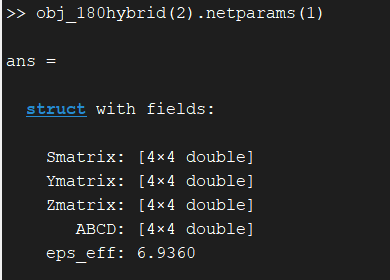 >> obj_180hybrid(2).netparams(1)
ans =
struct with fields:
Smatrix: [4×4 double]
Ymatrix: [4×4 double]
Zmatrix: [4×4 double]
ABCD: [4×4 double]
eps_eff: 6.9360